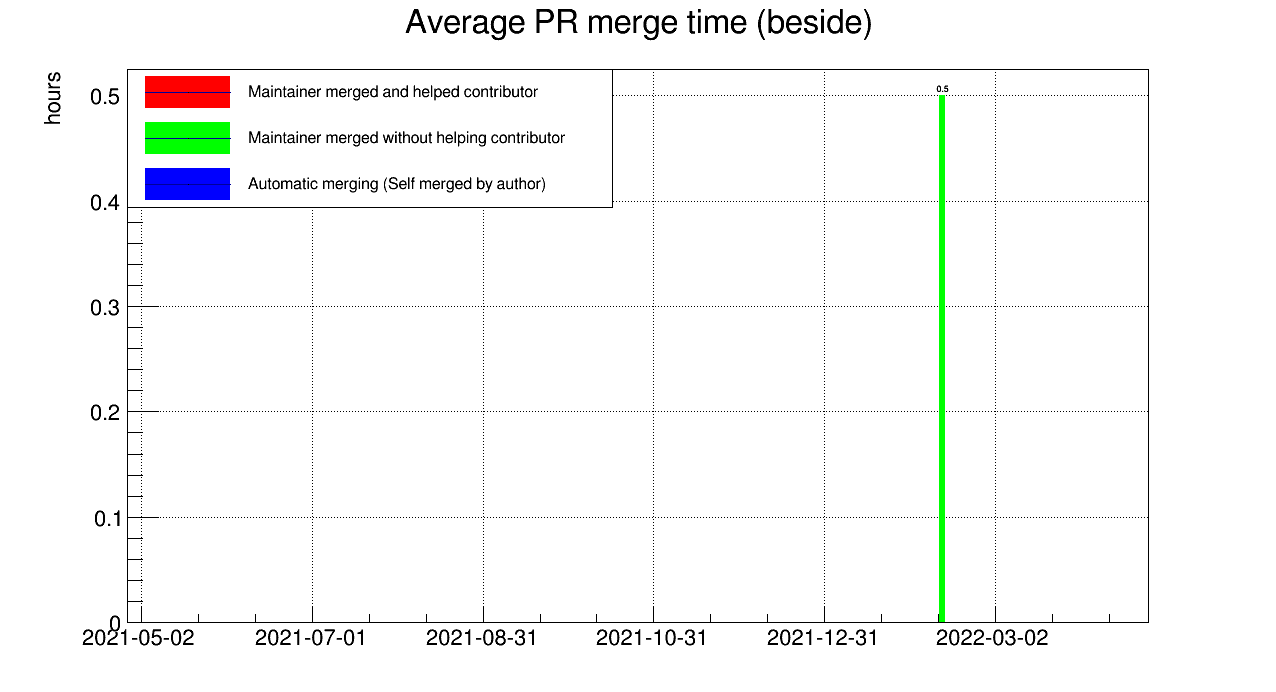 Average PR merge time (beside)
hours
Maintainer merged and helped contributor
Maintainer merged without helping contributor
Automatic merging (Self merged by author)
0.5
0.5
0.4
0.3
0.2
0.1
0
2021-05-02 2021-07-01 2021-08-31 2021-10-31 2021-12-31 2022-03-02